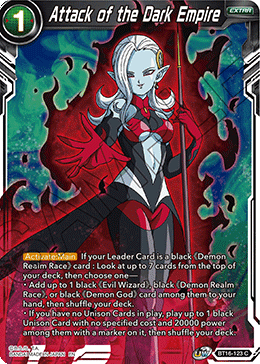 1
Attack of the Dark Empire
EXTRA
Activate:Main If your Leader Card is a black《Demon
Realm Race》card : Look at up to 7 cards from the top of
your deck, then choose one—
• Add up to 1 black《Evil Wizard》, black《Demon Realm
Race》, or black《Demon God》card among them to your
hand, then shuffle your deck.
• If you have no Unison Cards in play, play up to 1 black
Unison Card with no specified cost and 20000 power
among them with a marker on it, then shuffle your deck.
BANDAI MADE IN JAPAN
BT16-123 C